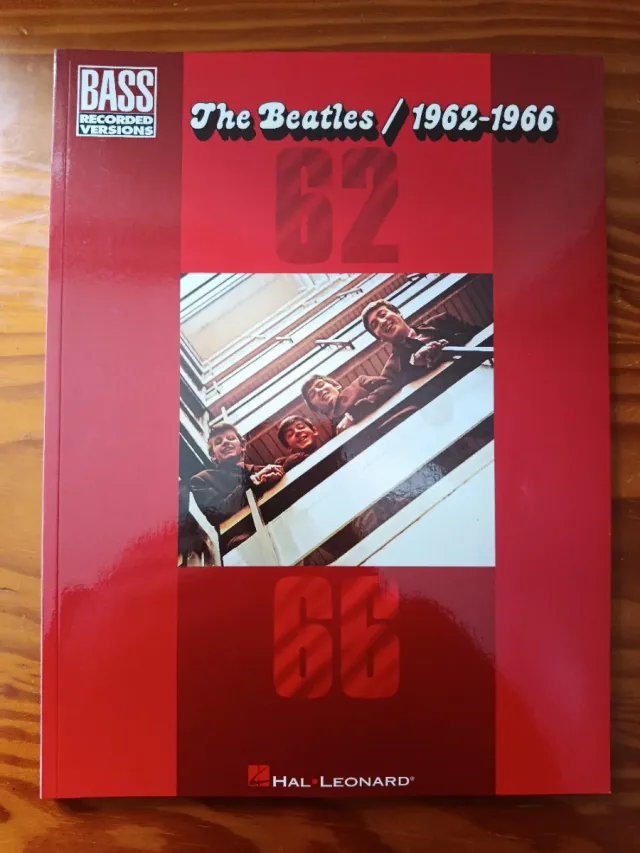 BASS
RECORDED
VERSIONS
The Beatles / 1962-1966
62
66
HAL•LEONARD®